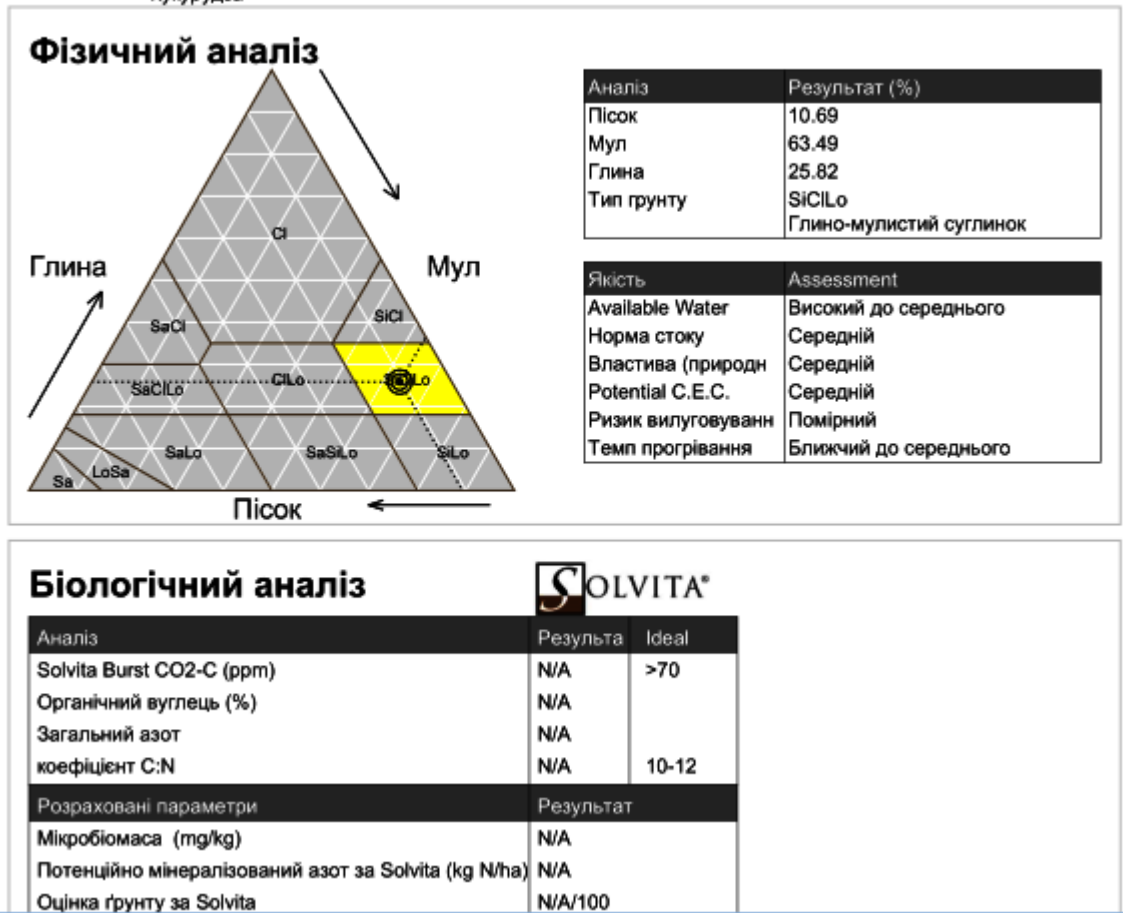 Фізичний аналіз
Глина
Мул
Пісок
Cl
SaCl
SiCl
SaClLo
ClLo
SaLo
SaSiLo
SiLo
LoSa
Sa
Аналіз Результат (%)
Пісок 10.69
Мул 63.49
Глина 25.82
Тип грунту SiClLo
Глино-мулистий суглинок
Якість Assessment
Available Water Високий до середнього
Норма стоку Середній
Властива (природн Середній
Potential C.E.C. Середній
Ризик вилуговуванн Помірний
Темп прогрівання Ближчий до середнього
Біологічний аналіз
SOLVITA®
Аналіз Результа Ideal
Solvita Burst CO2-C (ppm) N/A >70
Органічний вуглець (%) N/A
Загальний азот N/A
коефіцієнт C:N N/A 10-12
Розраховані параметри Результат
Мікробіомаса (mg/kg) N/A
Потенційно мінералізований азот за Solvita (kg N/ha) N/A
Оцінка ґрунту за Solvita N/A/100